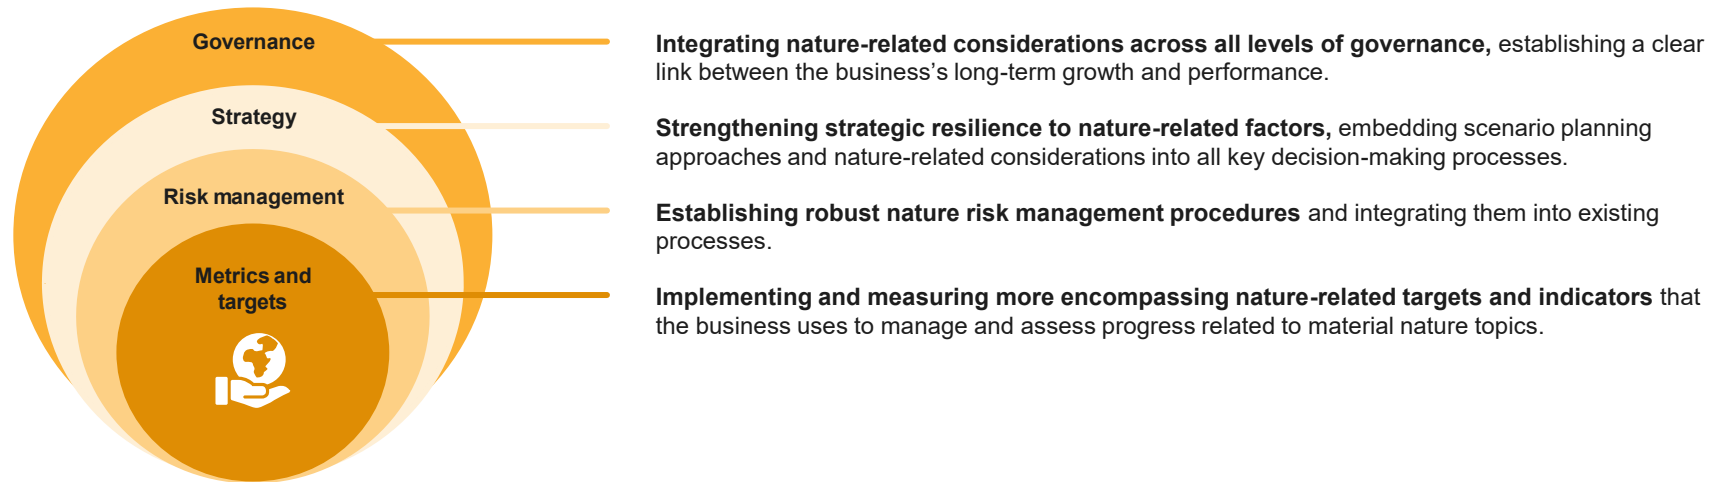 Governance
Integrating nature-related considerations across all levels of governance, establishing a clear
link between the business’s long-term growth and performance.
Strategy
Strengthening strategic resilience to nature-related factors, embedding scenario planning
approaches and nature-related considerations into all key decision-making processes.
Risk management
Establishing robust nature risk management procedures and integrating them into existing
processes.
Metrics and
targets
Implementing and measuring more encompassing nature-related targets and indicators that
the business uses to manage and assess progress related to material nature topics.